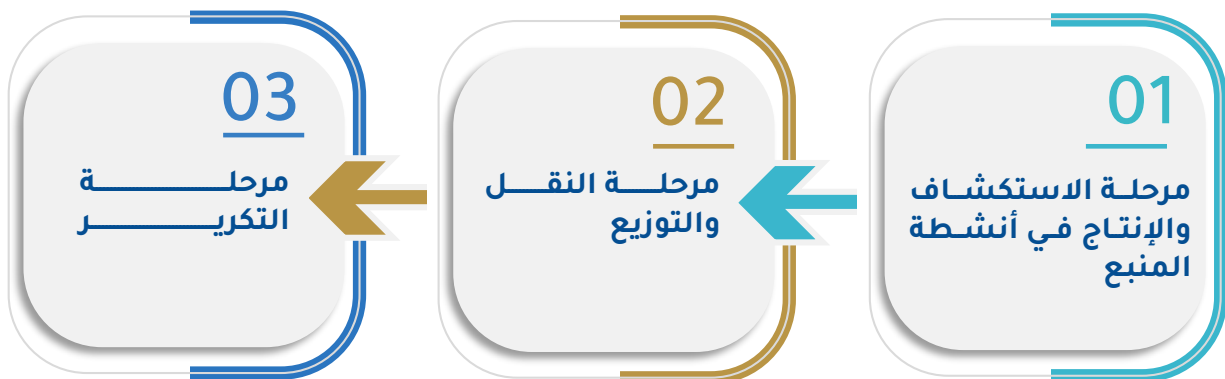 01
مرحلة الاستكشاف
والإنتاج في أنشطة
المنبع
02
مرحلة النقل
والتوزيع
03
مرحلة
التكرير